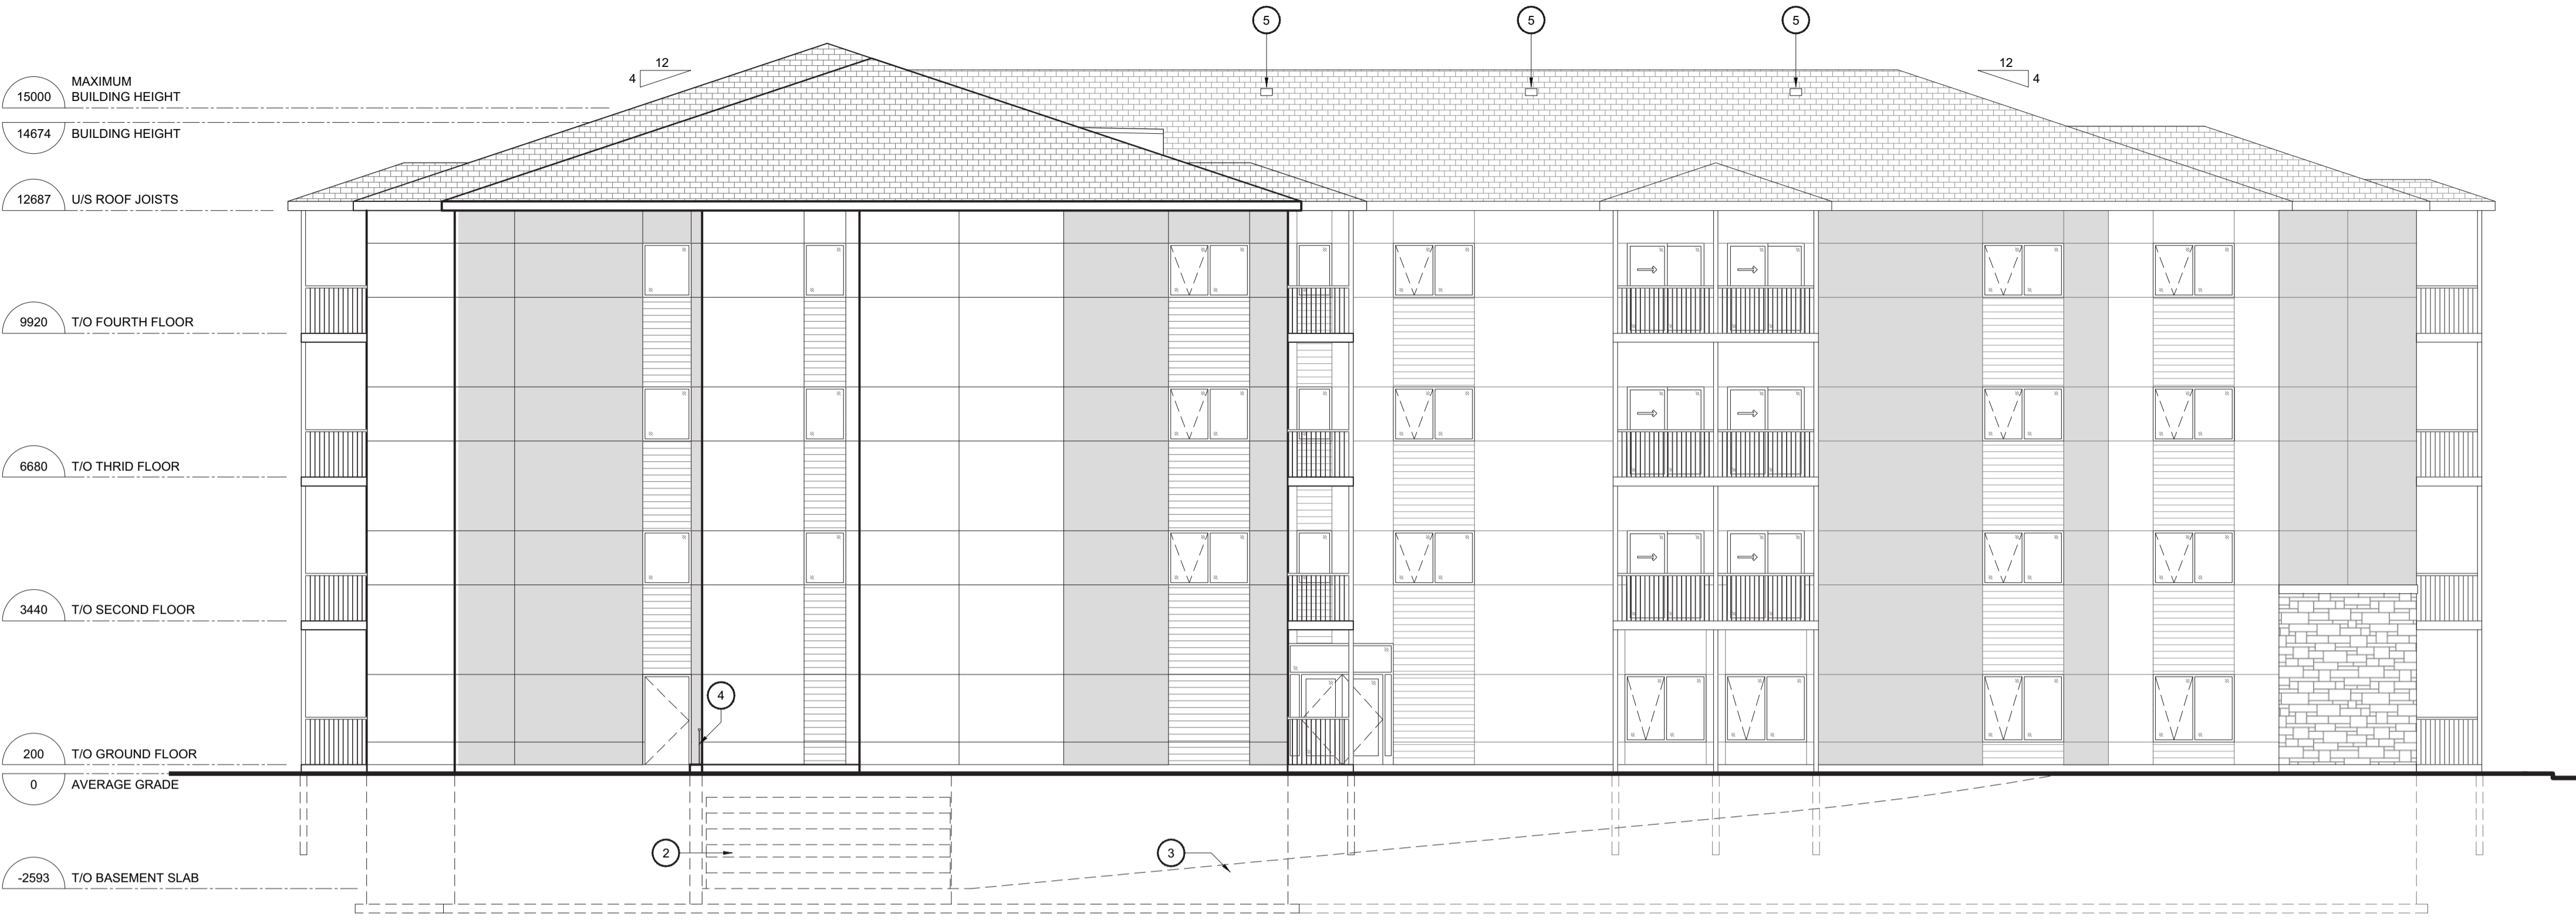 5
5
5
12
4
12
4
MAXIMUM
15000 BUILDING HEIGHT
14674 BUILDING HEIGHT
12687 U/S ROOF JOISTS
9920 T/O FOURTH FLOOR
6680 T/O THRID FLOOR
3440 T/O SECOND FLOOR
4
200 T/O GROUND FLOOR
0 AVERAGE GRADE
2
3
-2593 T/O BASEMENT SLAB